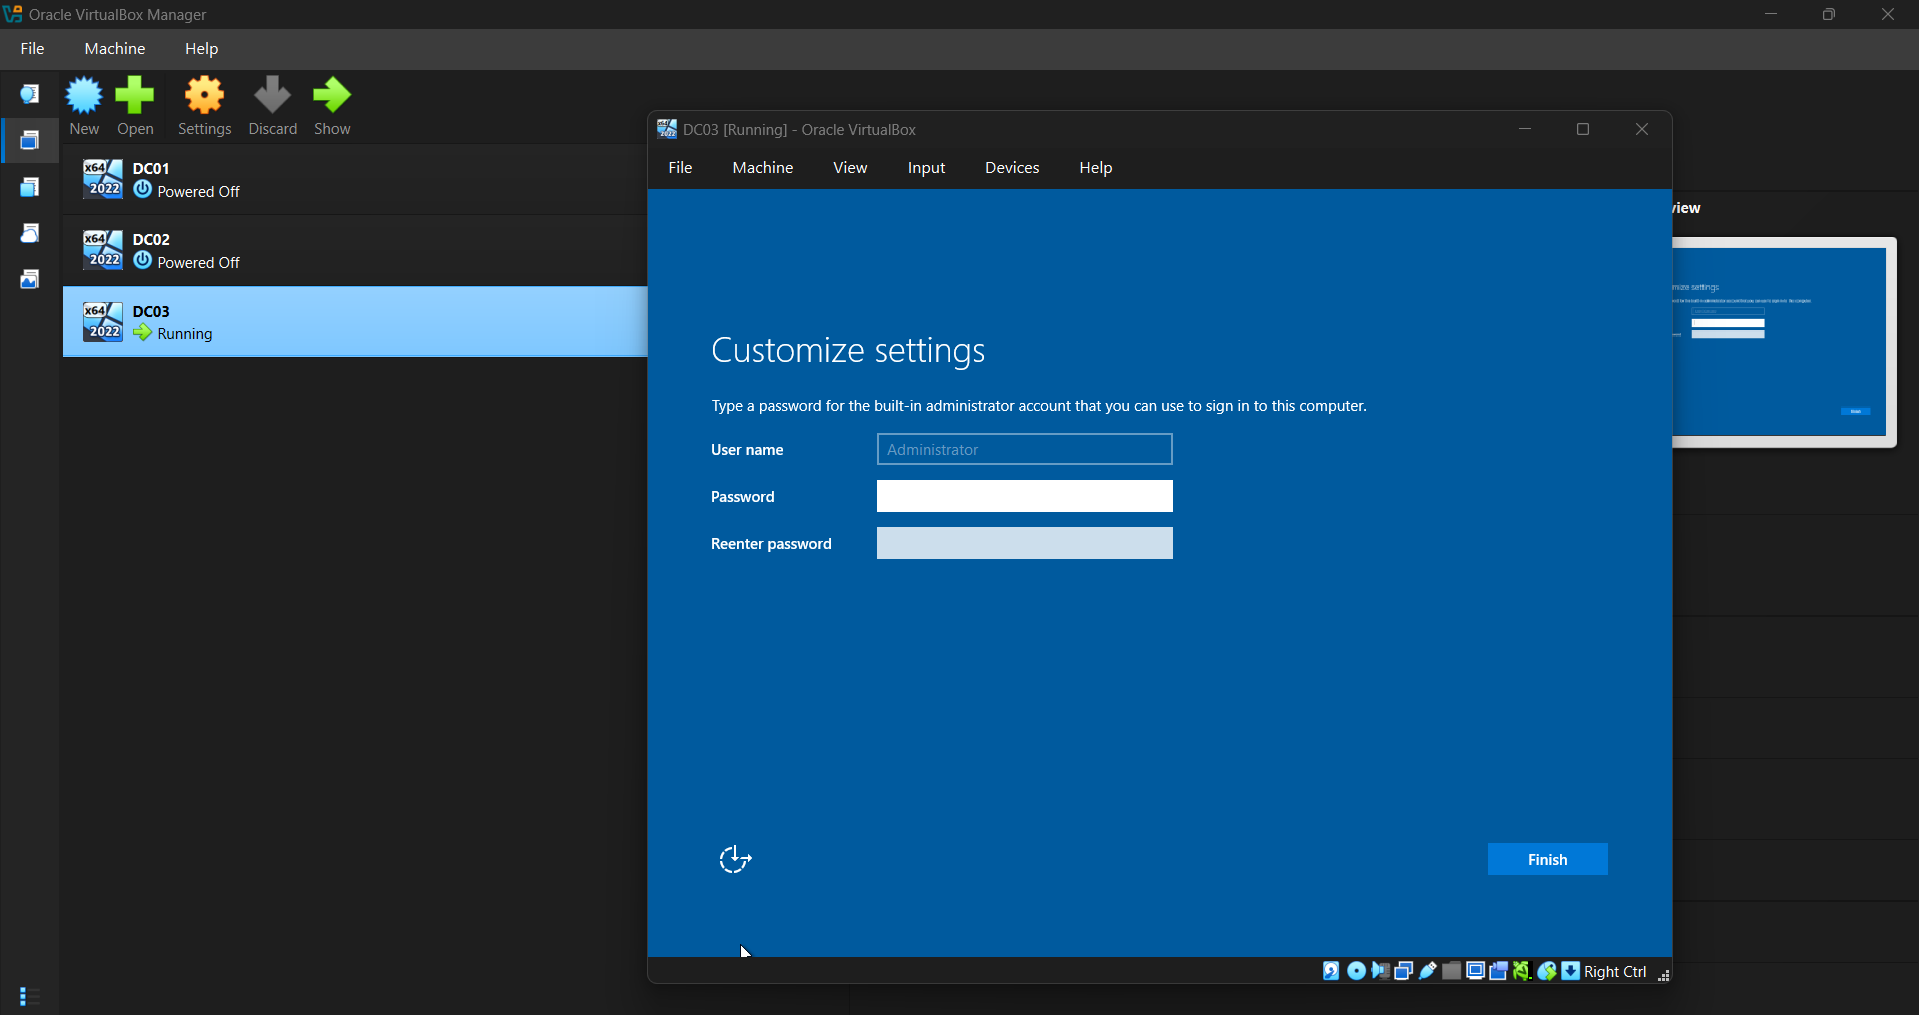 Oracle VirtualBox Manager
File Machine Help
New Open Settings Discard Show
x64 2022 DC01
Powered Off
x64 2022 DC02
Powered Off
x64 2022 DC03
Running
DC03 [Running] - Oracle VirtualBox
File Machine View Input Devices Help
Customize settings
Type a password for the built-in administrator account that you can use to sign in to this computer.
User name Administrator
Password
Reenter password
Finish
Right Ctrl
view